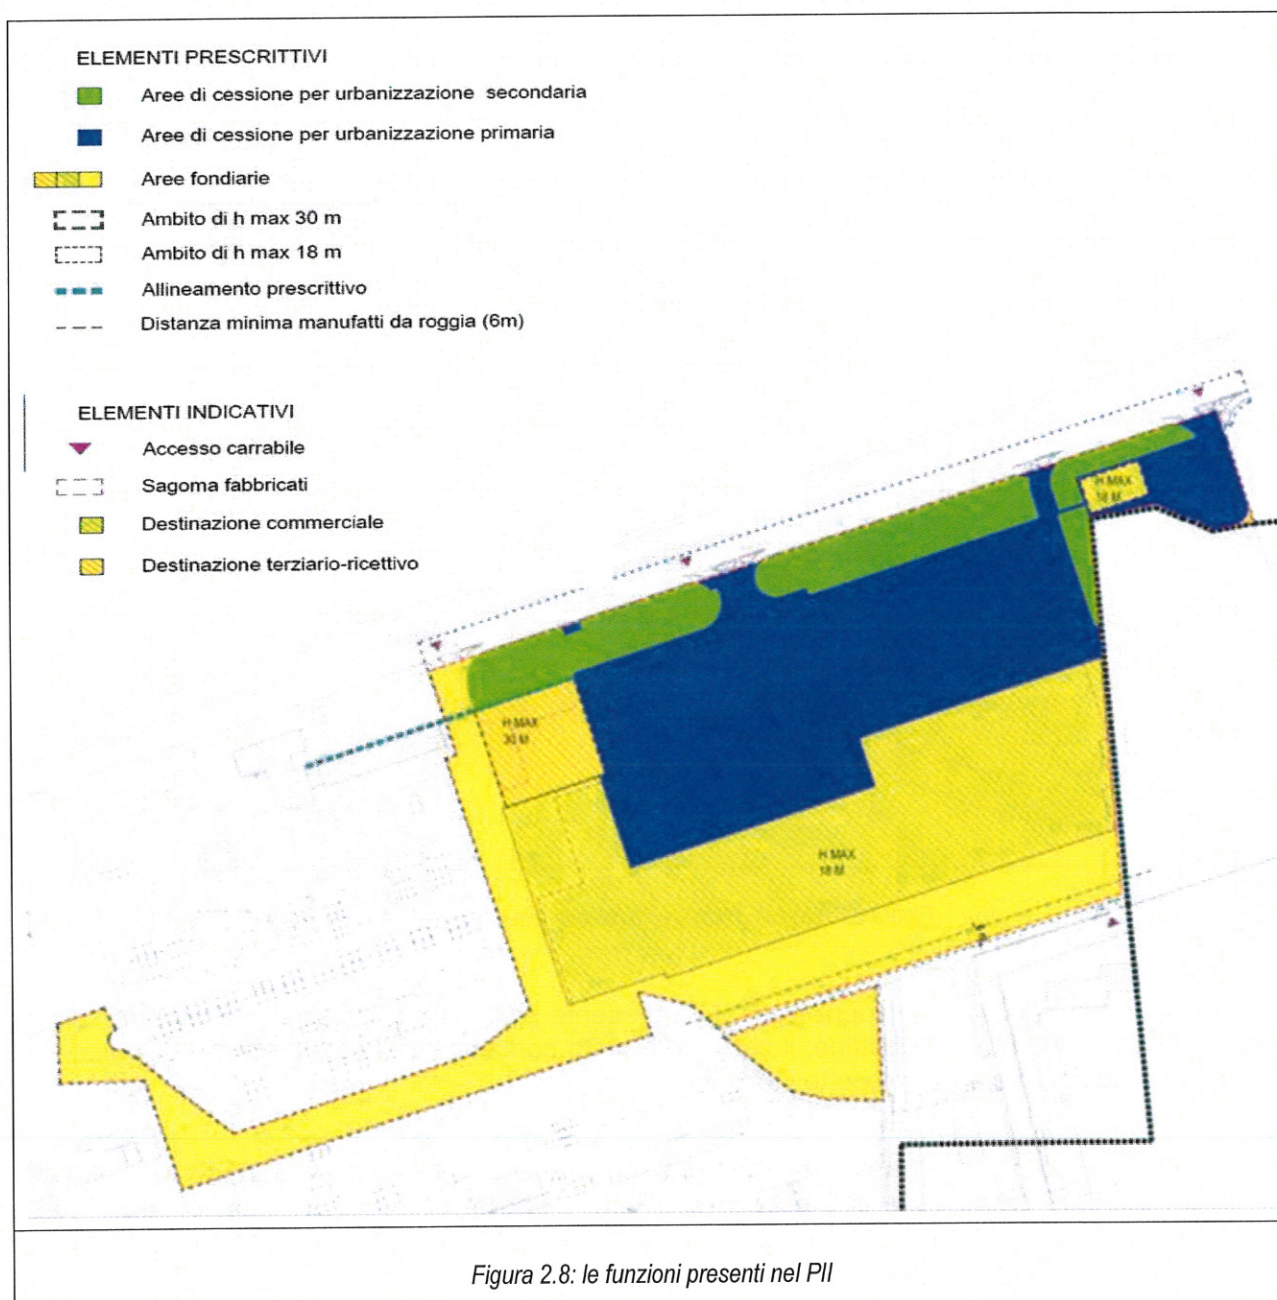 ELEMENTI PRESCRITTIVI
Aree di cessione per urbanizzazione secondaria
Aree di cessione per urbanizzazione primaria
Aree fondiarie
Ambito di h max 30 m
Ambito di h max 18 m
Allineamento prescrittivo
Distanza minima manufatti da roggia (6m)
ELEMENTI INDICATIVI
Accesso carrabile
Sagoma fabbricati
Destinazione commerciale
Destinazione terziario-ricettivo
H MAX
18 M
H MAX
30 M
H MAX
18 M
Figura 2.8: le funzioni presenti nel PII